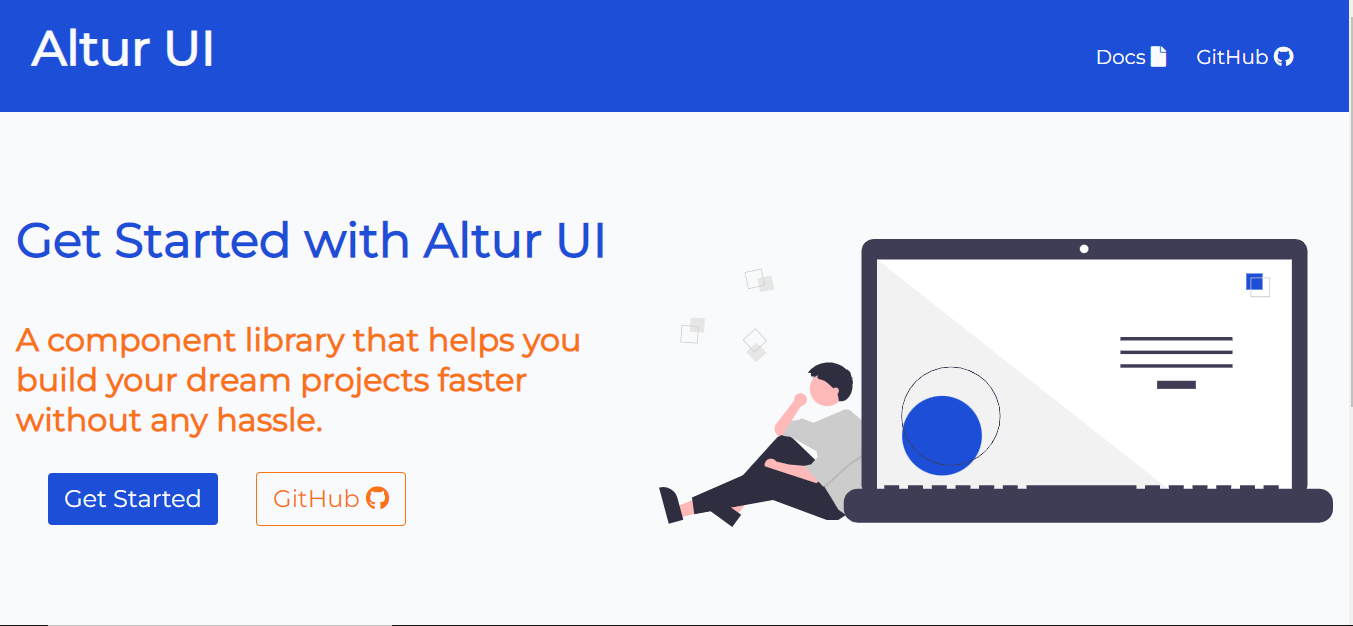 Altur UI
Docs
GitHub
Get Started with Altur UI
A component library that helps you
build your dream projects faster
without any hassle.
Get Started
GitHub